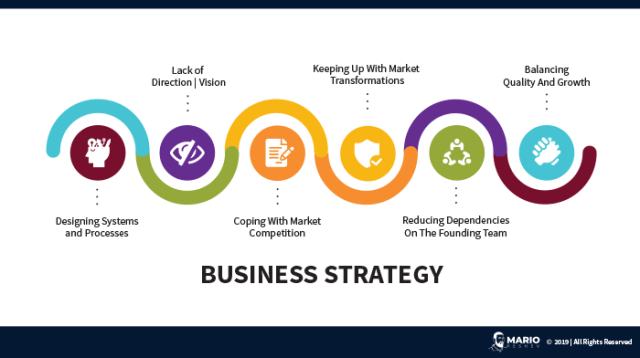 Lack of
Direction | Vision
Keeping Up With Market
Transformations
Balancing
Quality And Growth
Designing Systems
and Processes
Coping With Market
Competition
Reducing Dependencies
On The Founding Team
BUSINESS STRATEGY
MARIO
© 2019 | All Rights Reserved